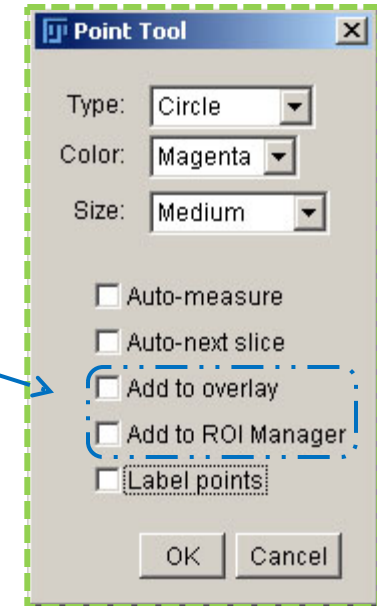 Point Tool
Type: Circle
Color: Magenta
Size: Medium
Auto-measure
Auto-next slice
Add to overlay
Add to ROI Manager
Label points
OK Cancel